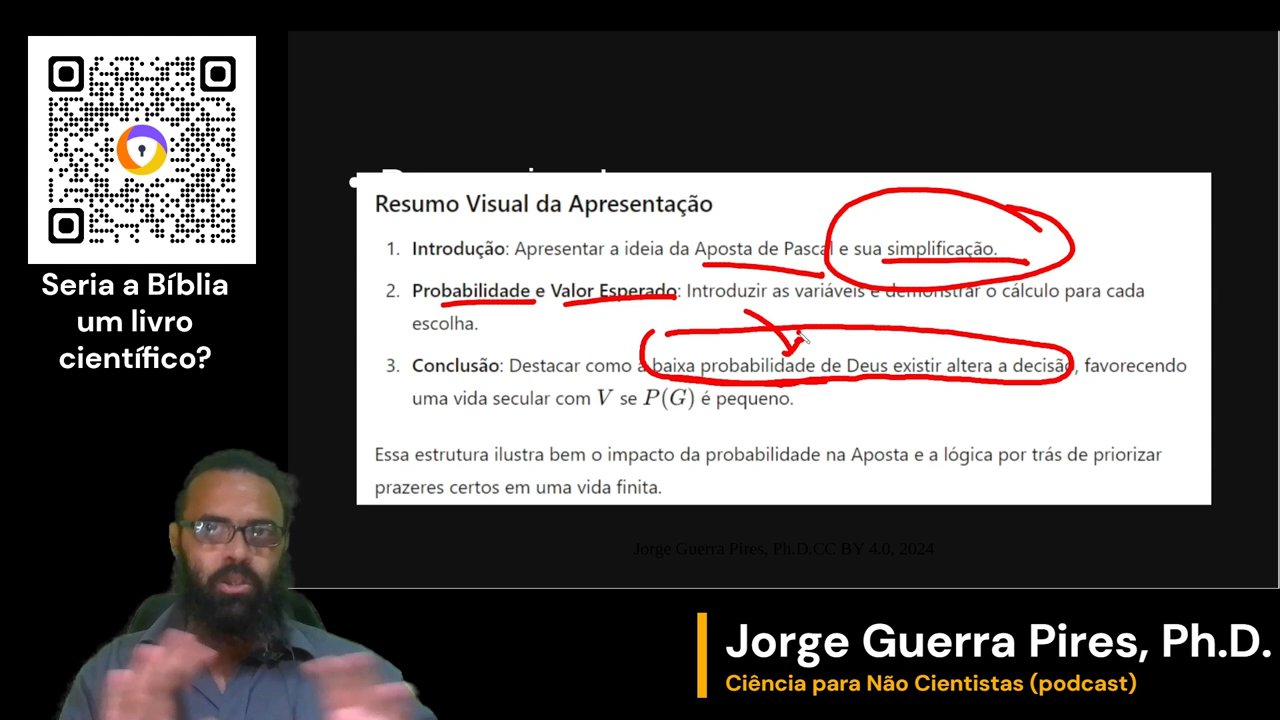 Seria a Bíblia
um livro
científico?
Resumo Visual da Apresentação
1. Introdução: Apresentar a ideia da Aposta de Pascal e sua simplificação.
2. Probabilidade e Valor Esperado: Introduzir as variáveis e demonstrar o cálculo para cada
escolha.
3. Conclusão: Destacar como a baixa probabilidade de Deus existir altera a decisão, favorecendo
uma vida secular com V se P(G) é pequeno.
Essa estrutura ilustra bem o impacto da probabilidade na Aposta e a lógica por trás de priorizar
prazeres certos em uma vida finita.
Jorge Guerra Pires, Ph.D.CC BY 4.0, 2024
Jorge Guerra Pires, Ph.D.
Ciência para Não Cientistas (podcast)